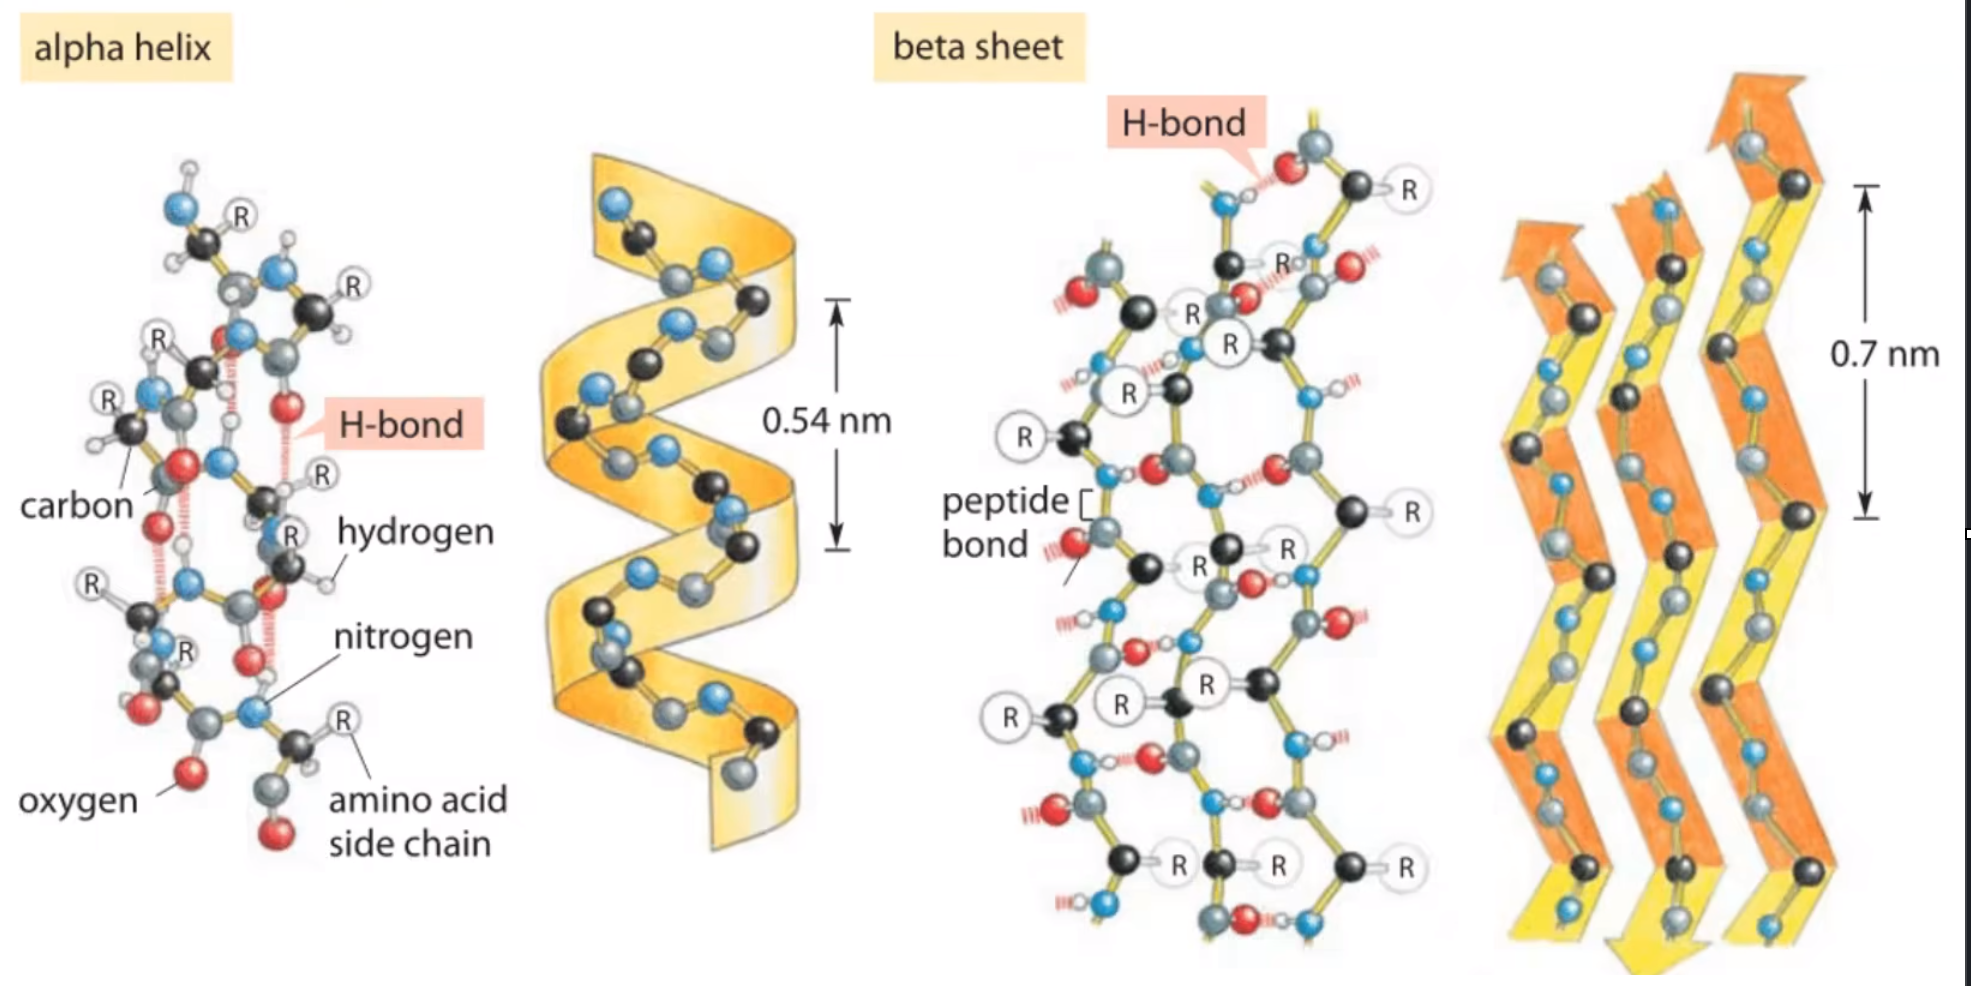 alpha helix
R
R
R
R
H-bond
R
carbon
R
hydrogen
R
nitrogen
R
R
oxygen
amino acid
side chain
0.54 nm
beta sheet
H-bond
R
R
R
R
R
R
peptide
bond
R
R
R
R
R
R
R
R
R
0.7 nm